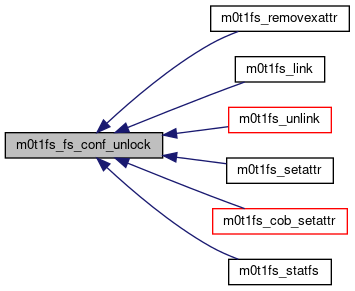 m0t1fs_removexattr
m0t1fs_link
m0t1fs_unlink
m0t1fs_fs_conf_unlock
m0t1fs_setattr
m0t1fs_cob_setattr
m0t1fs_statfs